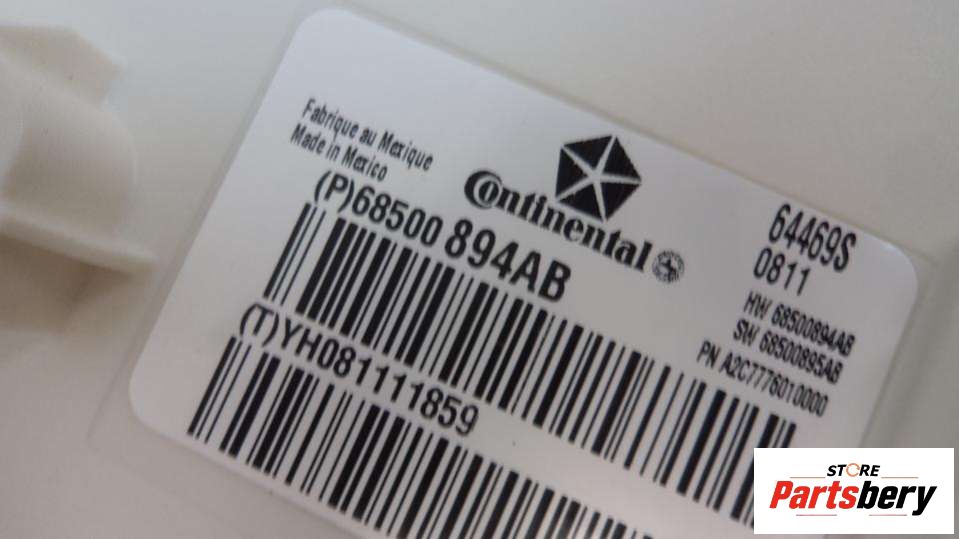 Fabrique au Mexique
Made in Mexico
Continental
64469S
0811
(P)68500 894AB
HW 68500894AB
SW 68500895AB
PN A2C7776010000
(T)YH081111859
STORE
Partsbery